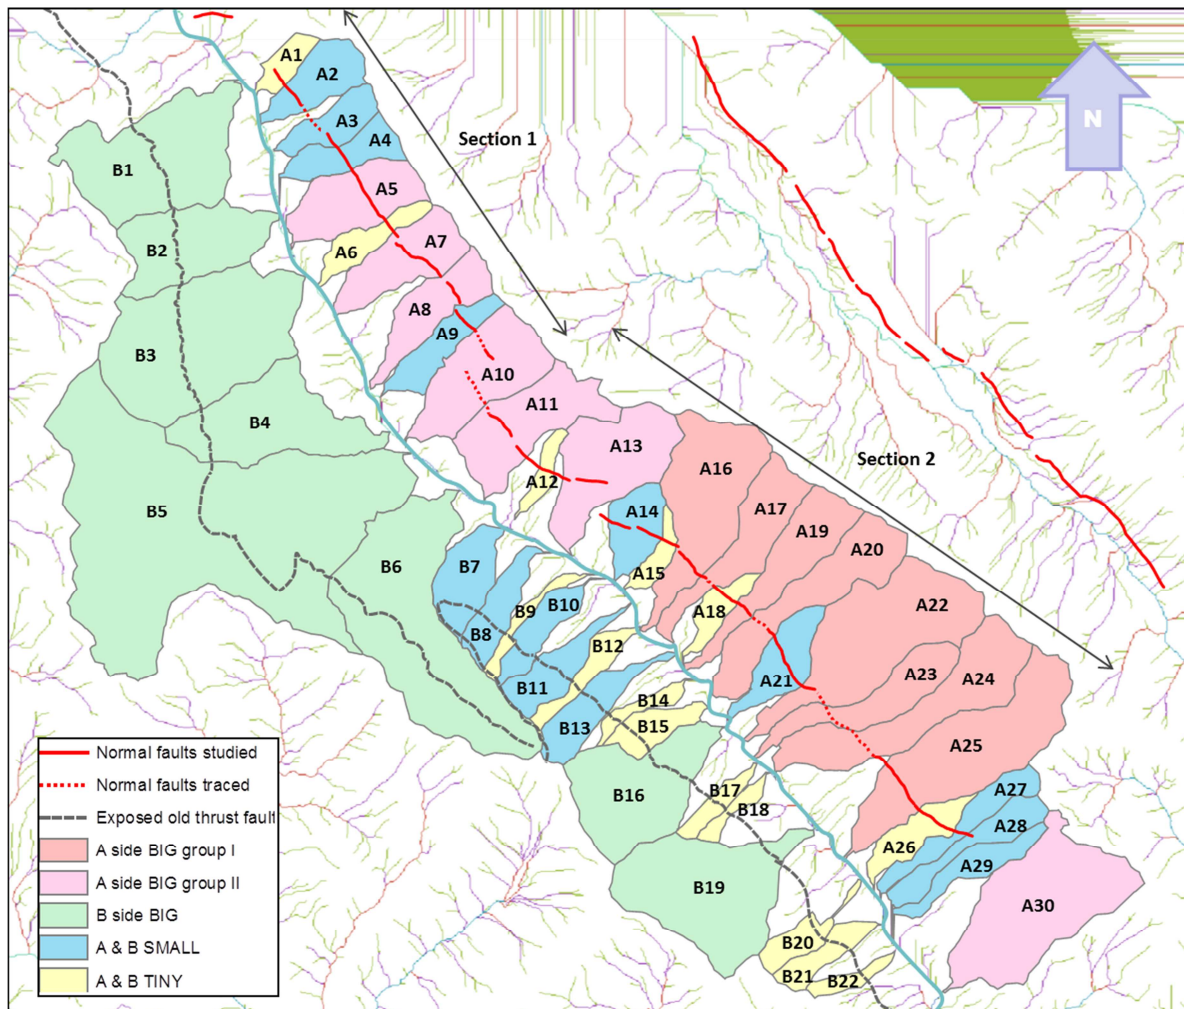 A1
A2
Section 1
N
A3
A4
B1
A5
B2
A6
A7
A8
A9
B3
A10
A11
B4
A13
Section 2
A16
A12
A17
B5
A14
A19
A20
B6
B7
A15
B9
B10
A18
A22
B8
B12
A23
A24
A21
B11
B14
B13
B15
A25
Normal faults studied
Normal faults traced
Exposed old thrust fault
A side BIG group I
A side BIG group II
B side BIG
A & B SMALL
A & B TINY
B16
B17
B18
A27
A28
A26
A29
B19
A30
B20
B21
B22